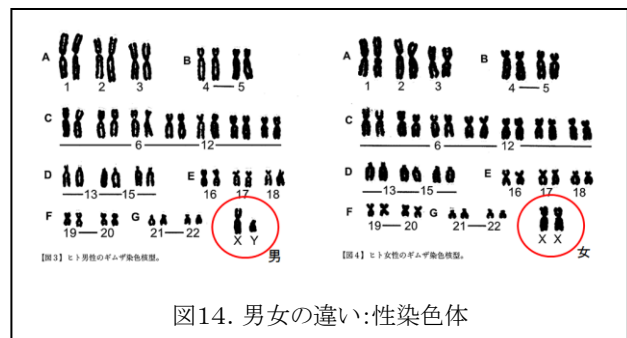 A 1 2 3 B 4 — 5
C 6 12
D 13 — 15 E 16 17 18
F 19 — 20 G 21 — 22 X Y 男
【図3】ヒト男性のギムザ染色核型。
A 1 2 3 B 4 — 5
C 6 12
D 13 — 15 E 16 17 18
F 19 — 20 G 21 — 22 X X 女
【図4】ヒト女性のギムザ染色核型。
図14. 男女の違い:性染色体